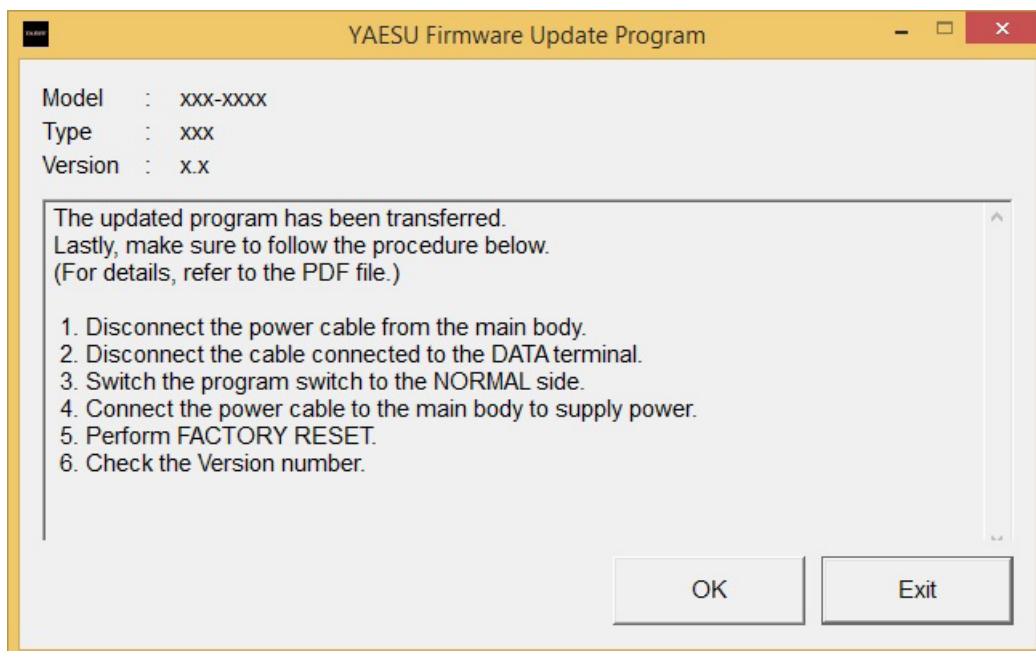 YAESU Firmware Update Program
Model : xxx-xxxx
Type : xxx
Version : x.x
The updated program has been transferred.
Lastly, make sure to follow the procedure below.
(For details, refer to the PDF file.)
1. Disconnect the power cable from the main body.
2. Disconnect the cable connected to the DATA terminal.
3. Switch the program switch to the NORMAL side.
4. Connect the power cable to the main body to supply power.
5. Perform FACTORY RESET.
6. Check the Version number.
OK Exit